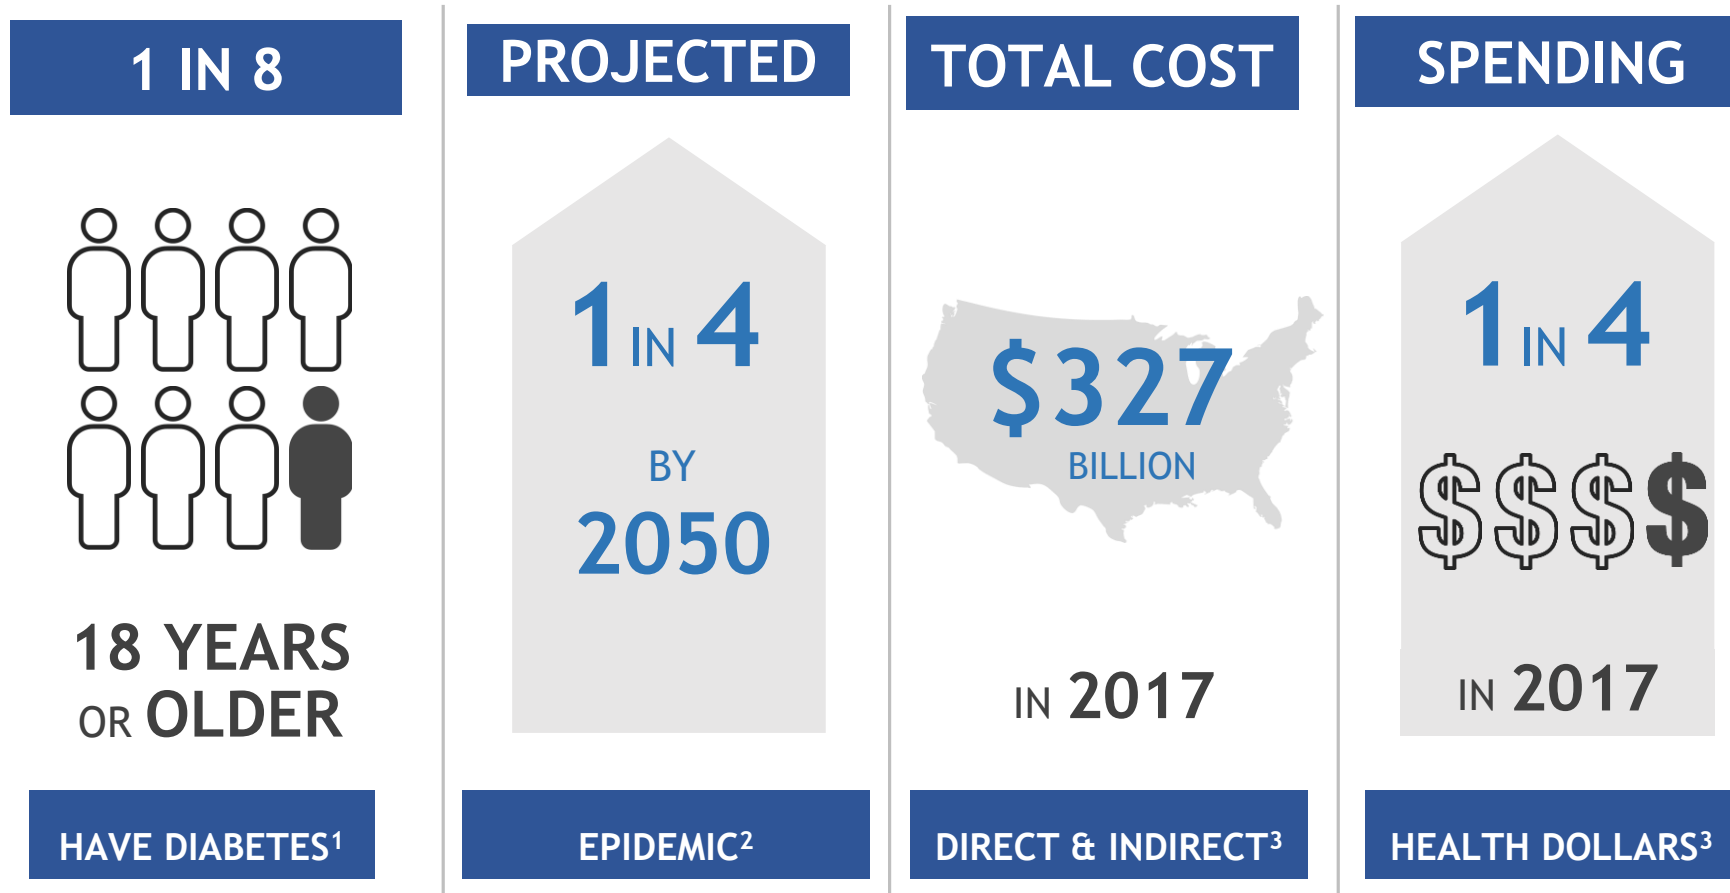 1 IN 8
18 YEARS
OR OLDER
HAVE DIABETES¹
PROJECTED
1 IN 4
BY
2050
EPIDEMIC²
TOTAL COST
$327
BILLION
IN 2017
DIRECT & INDIRECT³
SPENDING
1 IN 4
$$$$
IN 2017
HEALTH DOLLARS³